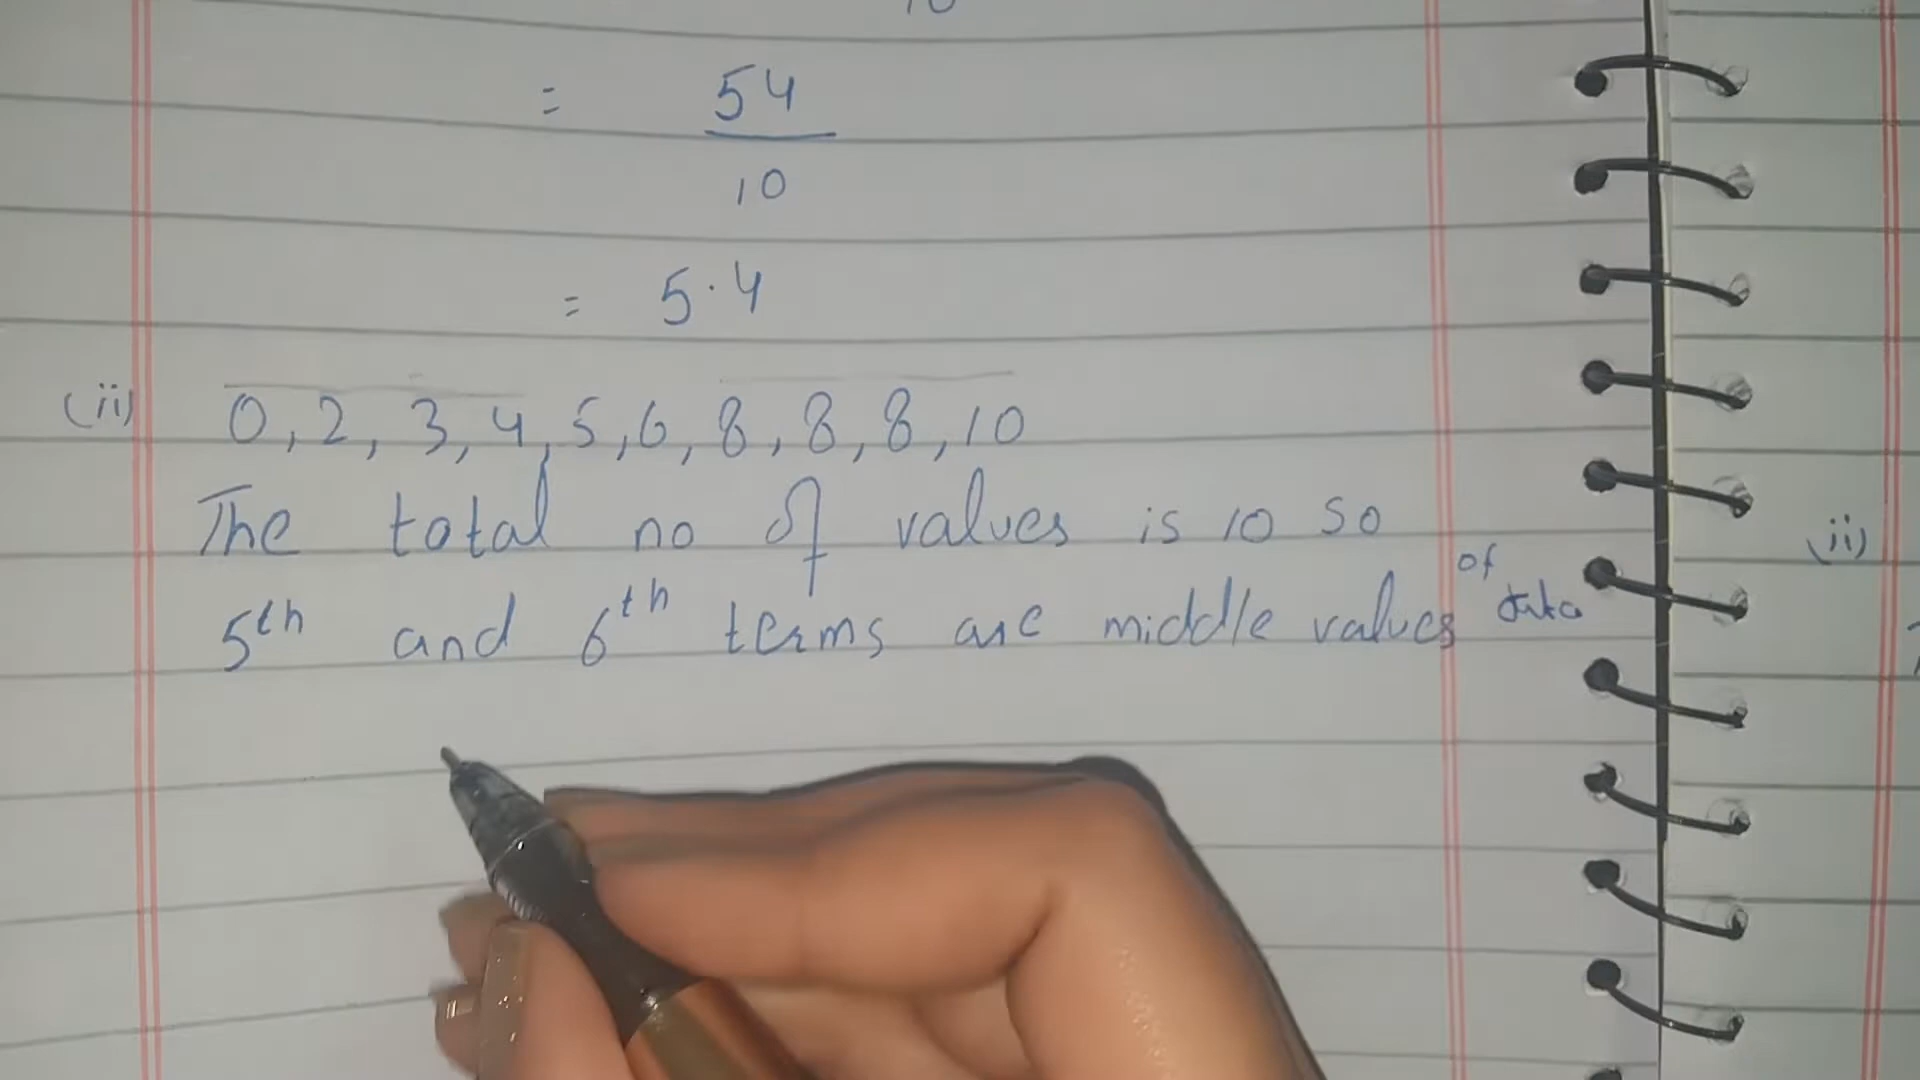 = 54
10
= 5.4
(ii) 0, 2, 3, 4, 5, 6, 8, 8, 8, 10
The total no of values is 10 so
5th and 6th terms are middle values of data
(ii)